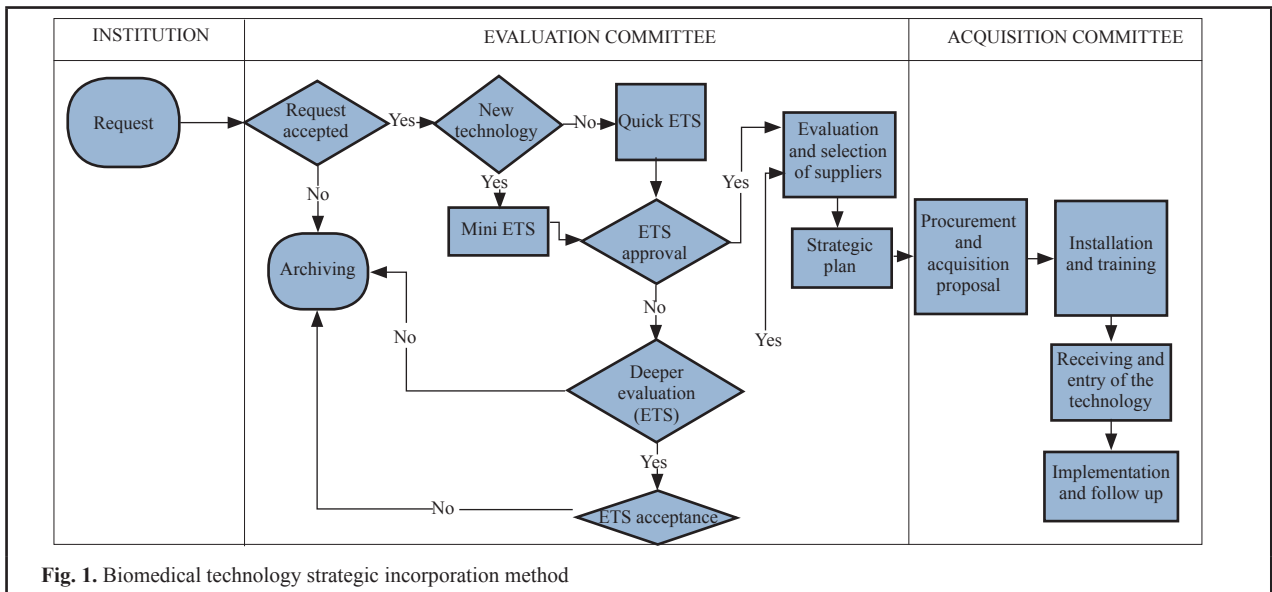 INSTITUTION
EVALUATION COMMITTEE
ACQUISITION COMMITTEE
Request
Request
accepted
Yes
New
technology
No
Quick ETS
Evaluation
and selection
of suppliers
No
Yes
Yes
Mini ETS
ETS
approval
Strategic
plan
Procurement
and
acquisition
proposal
Installation
and training
Archiving
No
No
Yes
Deeper
evaluation
(ETS)
Receiving and
entry of the
technology
Yes
Implementation
and follow up
No
ETS acceptance
Fig. 1. Biomedical technology strategic incorporation method